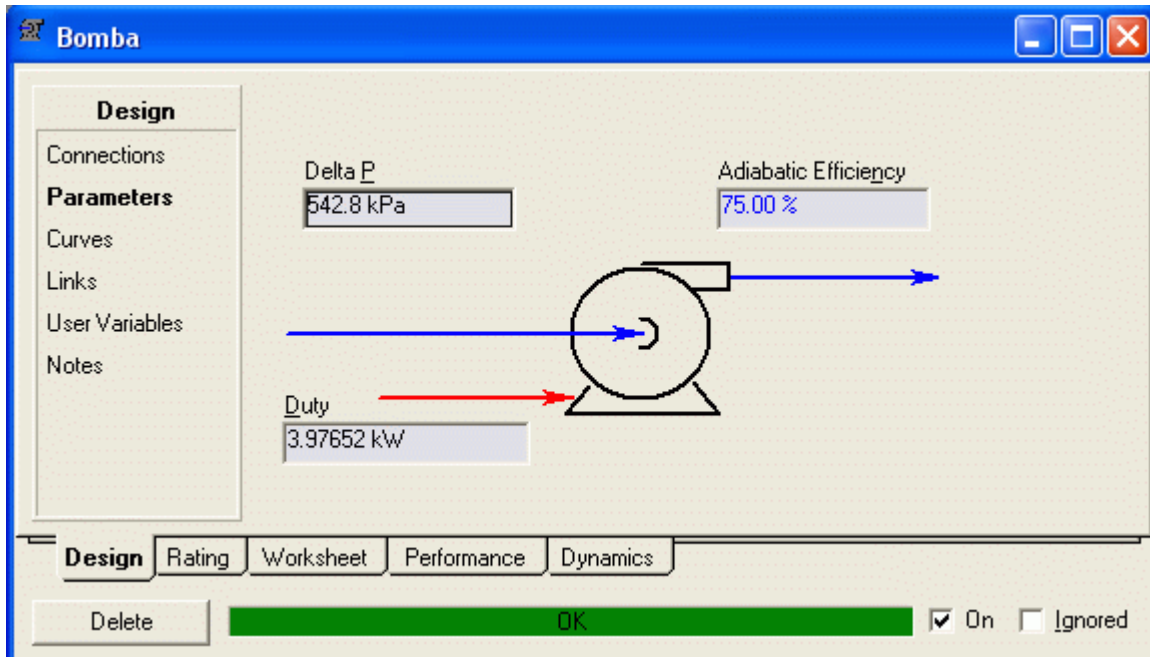 Bomba
Design
Connections
Parameters
Curves
Links
User Variables
Notes
Delta P
542.8 kPa
Adiabatic Efficiency
75.00 %
Duty
3.97652 kW
Design Rating Worksheet Performance Dynamics
Delete OK On Ignored